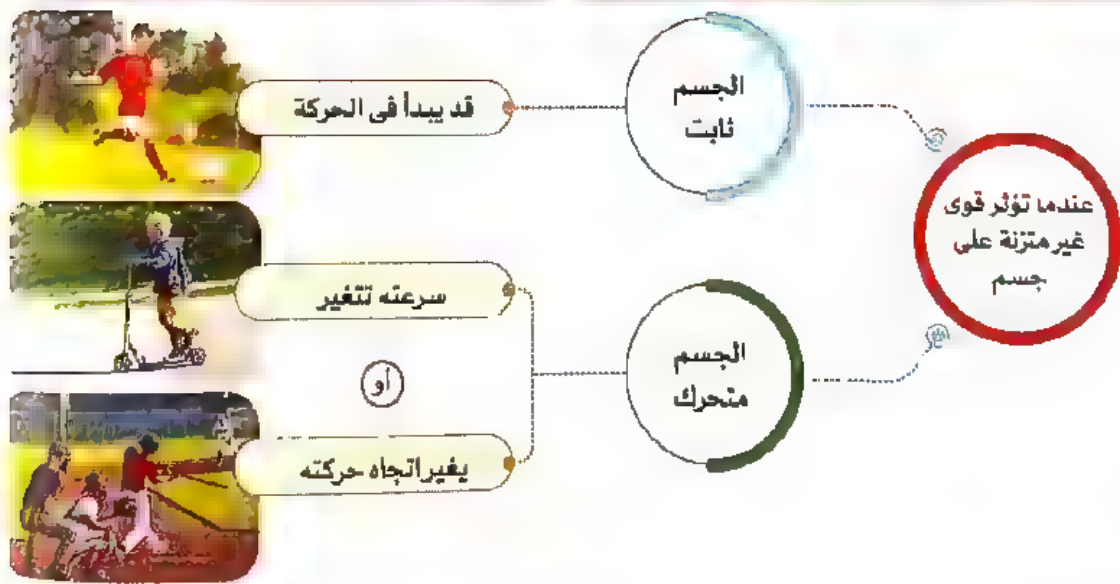 عندما تؤثر قوى
غير متزنة على
جسم
الجسم
ثابت
قد يبدأ فى الحركة
الجسم
متحرك
سرعته تتغير
أو
يغير اتجاه حركته